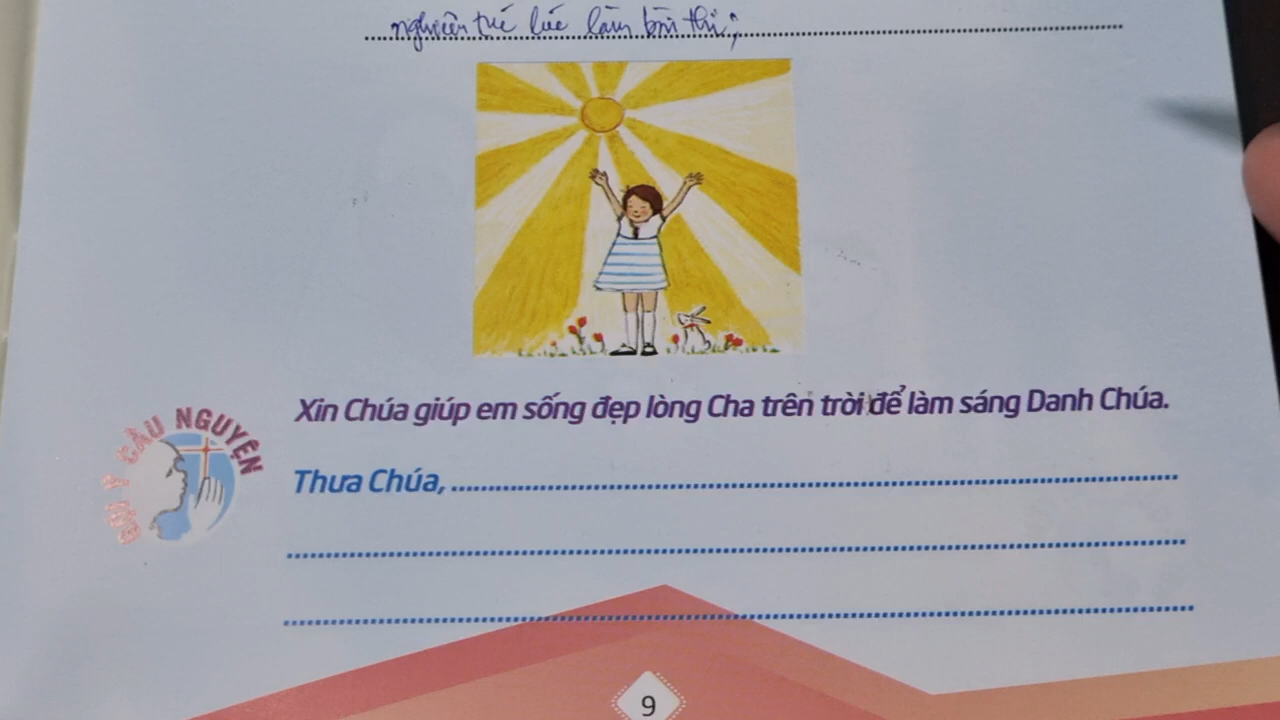 nghiêm túc lúc làm bài thi;
GỢI Ý CẦU NGUYỆN
Xin Chúa giúp em sống đẹp lòng Cha trên trời để làm sáng Danh Chúa.
Thưa Chúa,
9